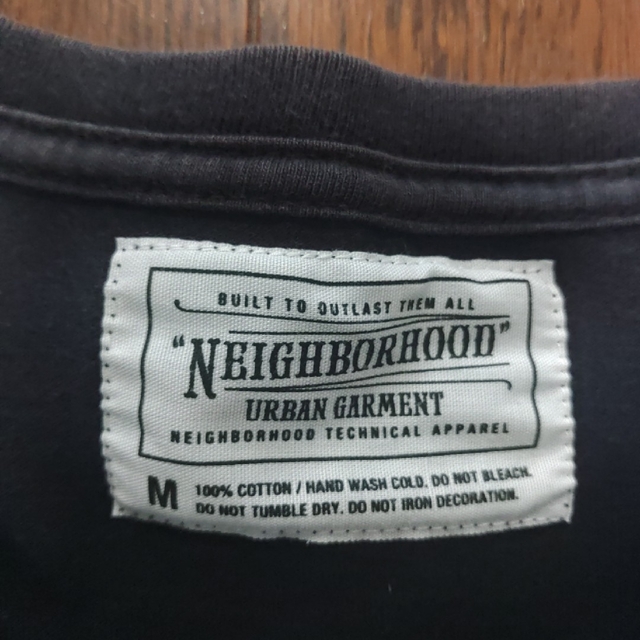 BUILT TO OUTLAST THEM ALL
"NEIGHBORHOOD"
URBAN GARMENT
NEIGHBORHOOD TECHNICAL APPAREL
M 100% COTTON / HAND WASH COLD. DO NOT BLEACH.
DO NOT TUMBLE DRY. DO NOT IRON DECORATION.